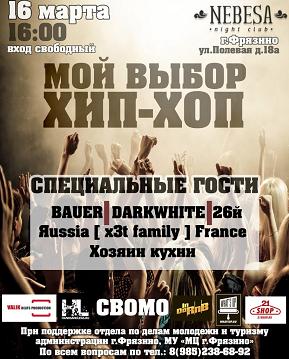 16 марта
16:00
вход свободный
NEBESA
night club
г.Фрязино
ул.Полевая д.18а
МОЙ ВЫБОР
ХИП-ХОП
СПЕЦИАЛЬНЫЕ ГОСТИ
BAUER|DARKWHITE|26й
Яussia [ x3t family ] France
Хозяин кухни
СВОМО
21
SHOP
При поддержке отдела по делам молодежи и туризму
администрации г.Фрязино, МУ «МЦ г.Фрязино»
По всем вопросам по тел.: 8(985)238-68-92